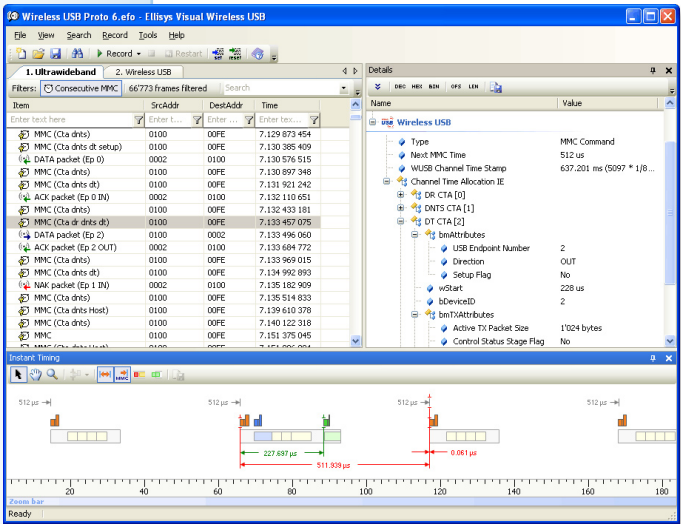 Wireless USB Proto 6.efo - Ellisys Visual Wireless USB
File View Search Record Tools Help
Record Restart
1. Ultrawideband 2. Wireless USB
Filters: Consecutive MMC 66'773 frames filtered Search
Item SrcAddr DestAddr Time
Enter text here Enter t... Enter ... Enter tex...
MMC (Cta dnts) 0100 00FE 7.129 873 454
MMC (Cta dnts dt setup) 0100 00FE 7.130 385 409
DATA packet (Ep 0) 0002 0100 7.130 576 515
MMC (Cta dnts) 0100 00FE 7.130 897 348
MMC (Cta dnts dt) 0100 00FE 7.131 921 242
ACK packet (Ep 0 IN) 0100 0002 7.132 110 651
MMC (Cta dnts) 0100 00FE 7.132 433 181
MMC (Cta dr dnts dt) 0100 00FE 7.133 457 075
DATA packet (Ep 2) 0100 0002 7.133 496 060
ACK packet (Ep 2 OUT) 0002 0100 7.133 684 772
MMC (Cta dnts) 0100 00FE 7.133 969 015
MMC (Cta dnts dt) 0100 00FE 7.134 992 893
NAK packet (Ep 1 IN) 0002 0100 7.135 182 909
MMC (Cta dnts) 0100 00FE 7.135 514 833
MMC (Cta dnts Host) 0100 00FE 7.139 610 378
MMC (Cta dnts) 0100 00FE 7.140 122 318
MMC 0100 00FE 7.151 375 045
Details
DEC HEX BIN OFS LEN
Name Value
Wireless USB
Type MMC Command
Next MMC Time 512 us
WUSB Channel Time Stamp 637.201 ms (5097 * 1/8 ...
Channel Time Allocation IE
DR CTA [0]
DNTS CTA [1]
DT CTA [2]
bmAttributes
USB Endpoint Number 2
Direction OUT
Setup Flag No
wStart 228 us
bDeviceID 2
bmTXAttributes
Active TX Packet Size 1'024 bytes
Control Status Stage Flag No
Instant Timing
MMC
512 µs 512 µs 512 µs 512 µs
227.697 µs 0.061 µs
511.939 µs
20 40 60 80 100 120 140 160 180
Zoom bar
Ready